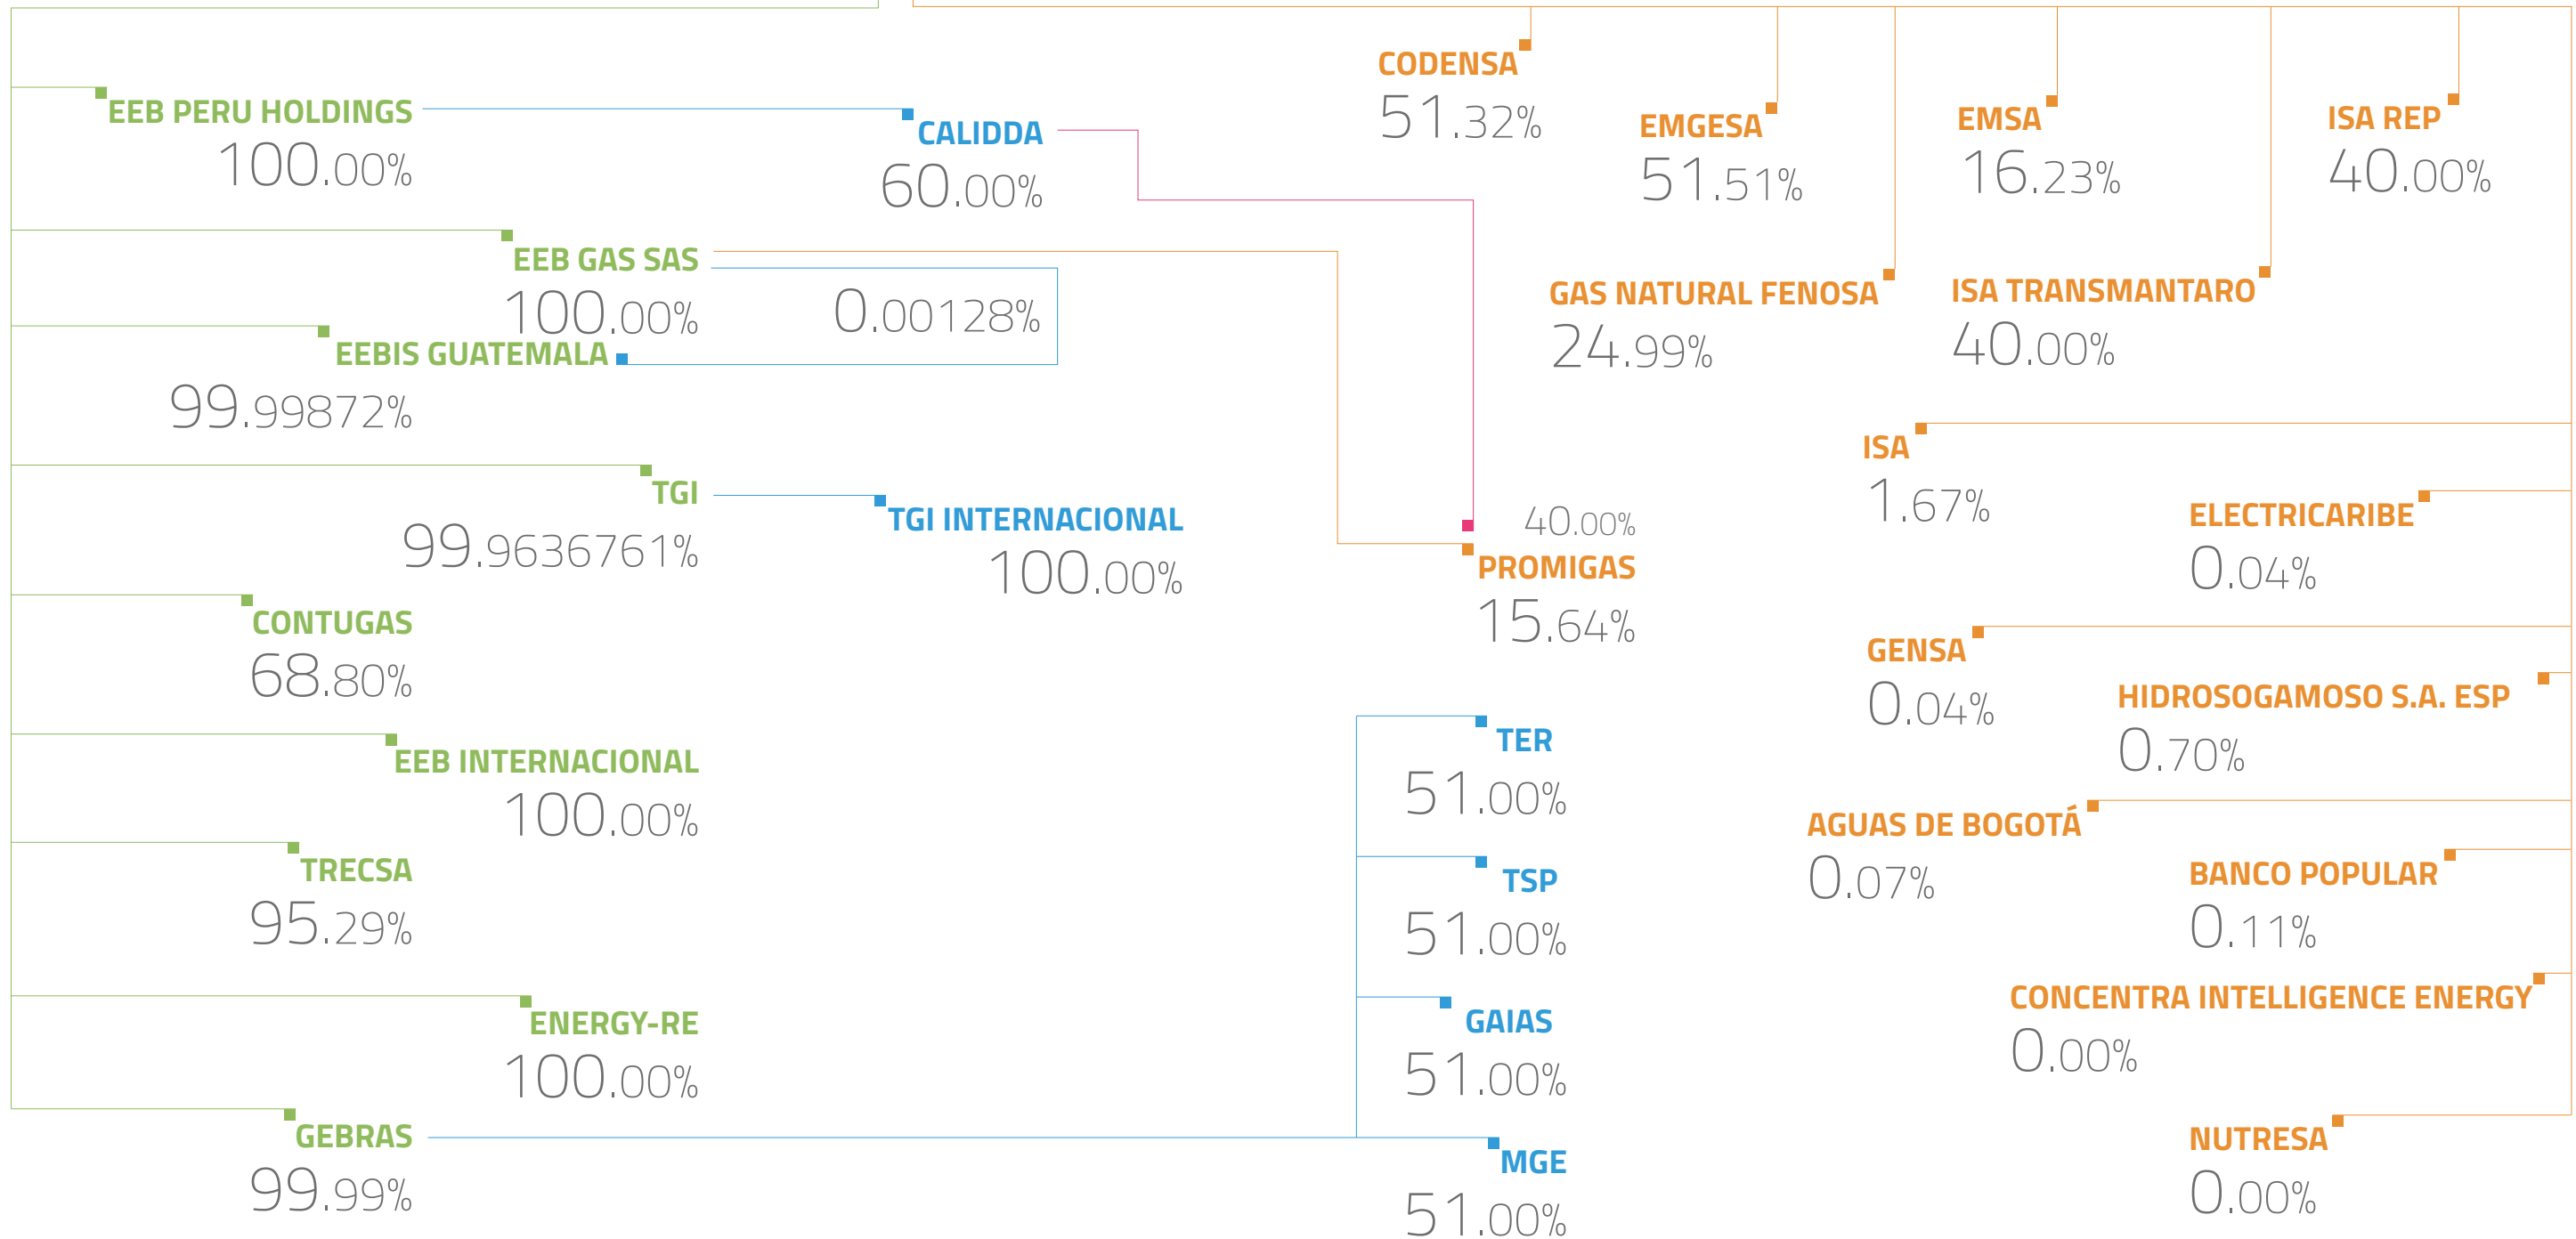 EEB PERU HOLDINGS
100.00%
CALIDDA
60.00%
EEB GAS SAS
100.00%
0.00128%
EEBIS GUATEMALA
99.99872%
TGI
99.9636761%
TGI INTERNACIONAL
100.00%
CONTUGAS
68.80%
EEB INTERNACIONAL
100.00%
TRECSA
95.29%
ENERGY-RE
100.00%
GEBRAS
99.99%
40.00%
PROMIGAS
15.64%
TER
51.00%
TSP
51.00%
GAIAS
51.00%
MGE
51.00%
CODENSA
51.32%
EMGESA
51.51%
EMSA
16.23%
ISA REP
40.00%
GAS NATURAL FENOSA
24.99%
ISA TRANSMANTARO
40.00%
ISA
1.67%
ELECTRICARIBE
0.04%
GENSA
0.04%
HIDROSOGAMOSO S.A. ESP
0.70%
AGUAS DE BOGOTÁ
0.07%
BANCO POPULAR
0.11%
CONCENTRA INTELLIGENCE ENERGY
0.00%
NUTRESA
0.00%